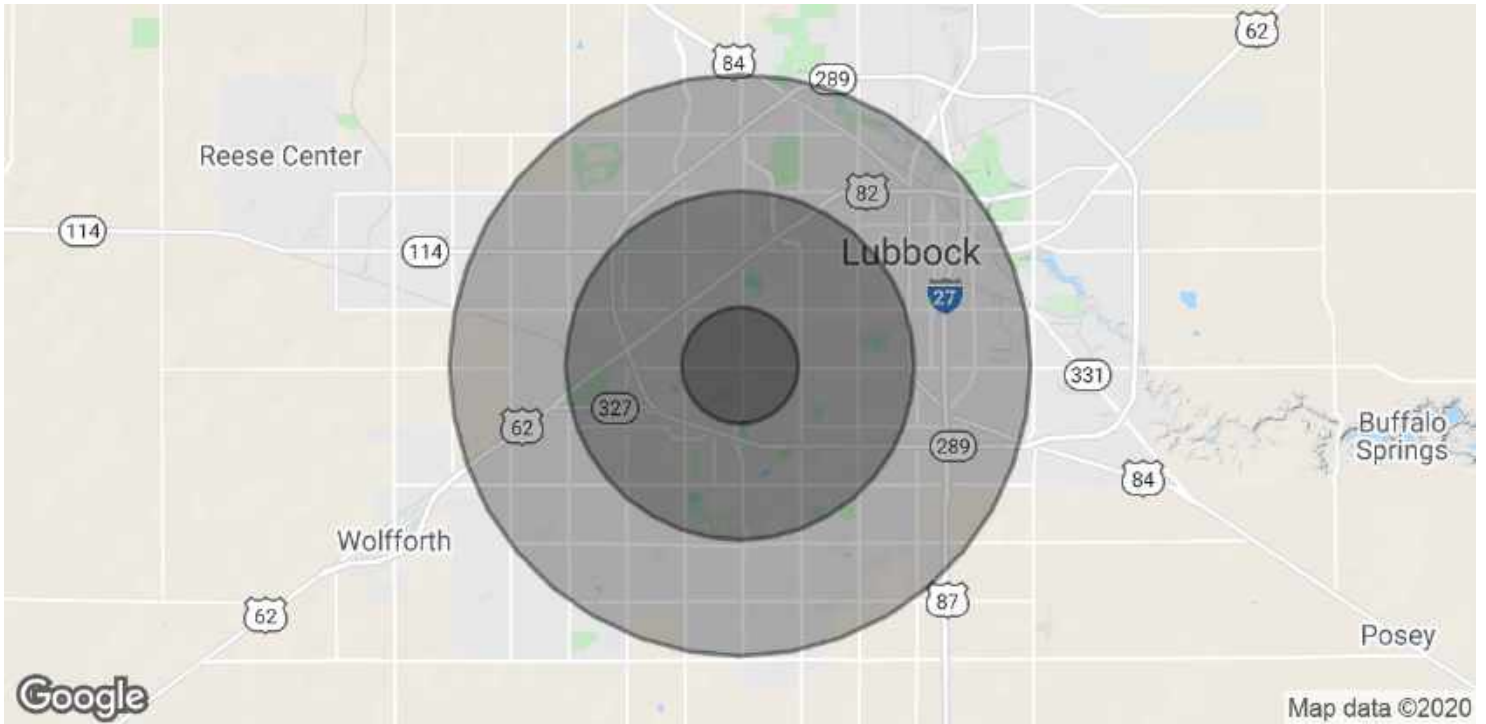 62
84
289
Reese Center
82
114
114
Lubbock
27
331
327
62
Buffalo
Springs
289
84
Wolfforth
87
62
Posey
Google
Map data ©2020